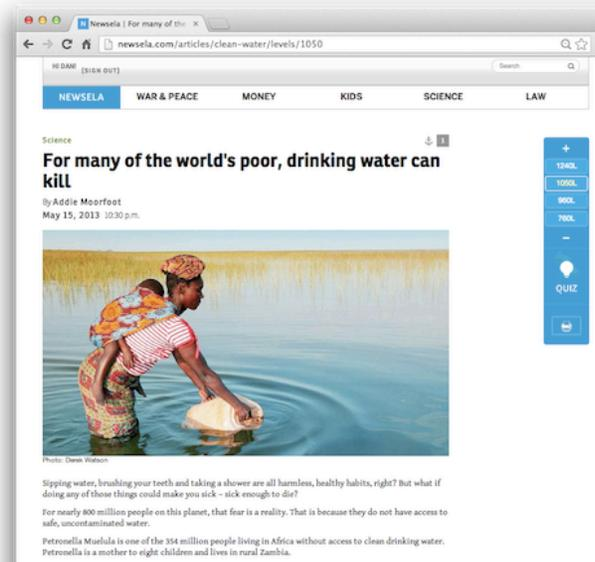 Newsela | For many of the
newsela.com/articles/clean-water/levels/1050
HI DAN! [SIGN OUT]
Search
NEWSELA WAR & PEACE MONEY KIDS SCIENCE LAW
Science
1
For many of the world's poor, drinking water can
kill
By Addie Moorfoot
May 15, 2013 10:30 p.m.
+
1240L
1050L
960L
760L
–
QUIZ
Photo: Derek Watson
Sipping water, brushing your teeth and taking a shower are all harmless, healthy habits, right? But what if
doing any of those things could make you sick – sick enough to die?
For nearly 800 million people on this planet, that fear is a reality. That is because they do not have access to
safe, uncontaminated water.
Petronella Muelula is one of the 354 million people living in Africa without access to clean drinking water.
Petronella is a mother to eight children and lives in rural Zambia.